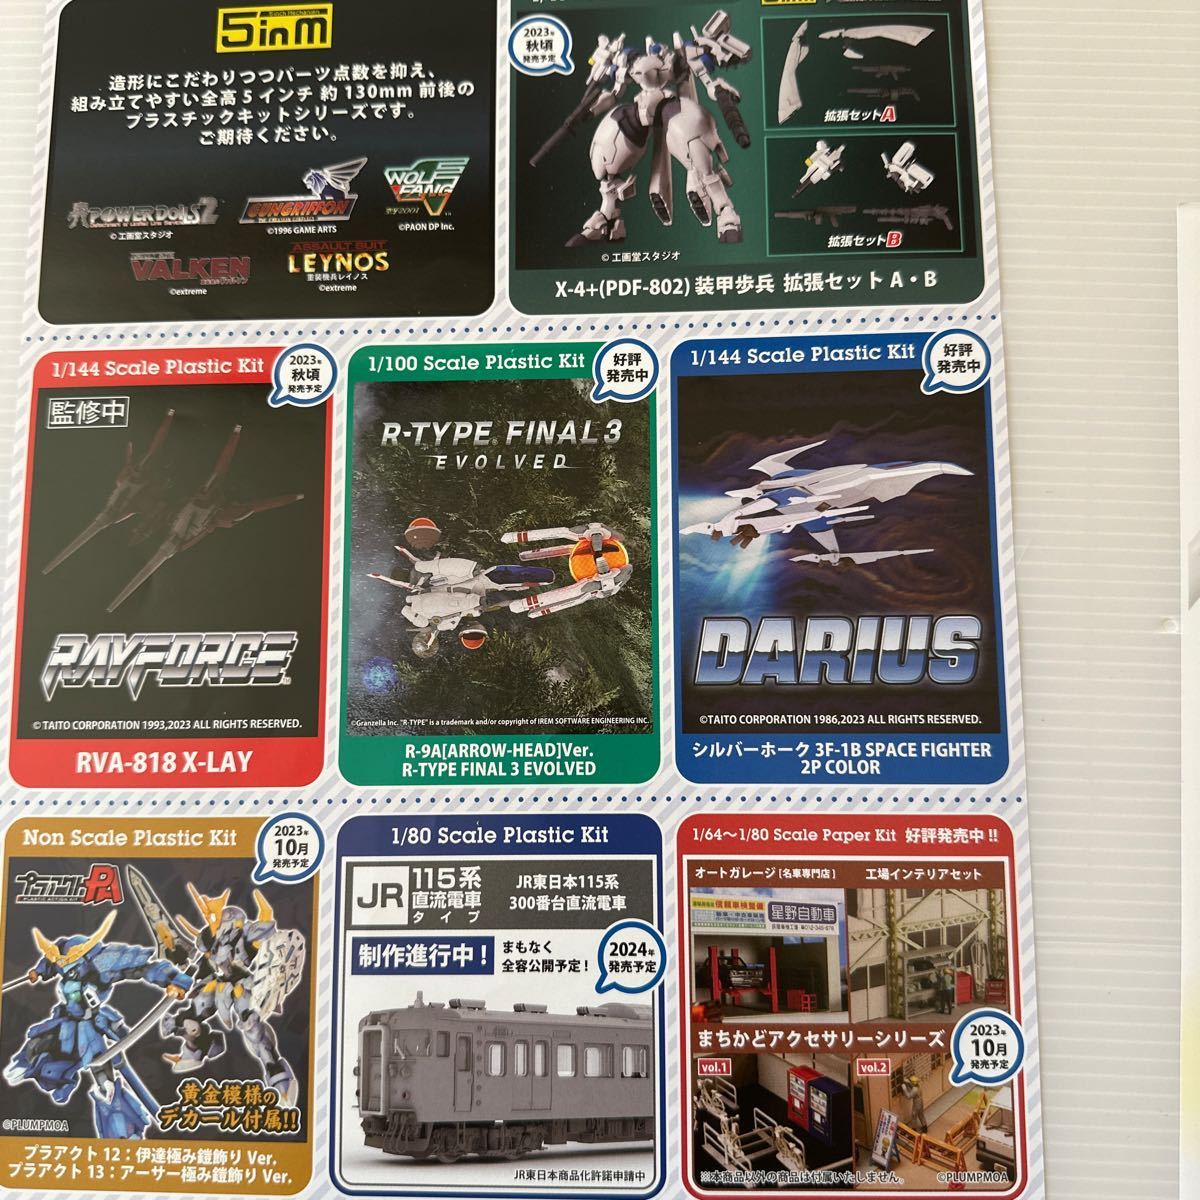 5inM
造形にこだわりつつパーツ点数を抑え、
組み立てやすい全高5インチ 約130mm 前後の
プラスチックキットシリーズです。
ご期待ください。
POWER DOLLS 2
©工画堂スタジオ
GUNGRIFFON
©1996 GAME ARTS
WOLF FANG
空牙2001
©PAON DP Inc.
VALKEN
©extreme
ASSAULT SUIT
LEYNOS
重装機兵レイノス
©extreme
2023年
秋頃
発売予定
拡張セットA
拡張セットB
©工画堂スタジオ
X-4+(PDF-802) 装甲歩兵 拡張セット A・B
1/144 Scale Plastic Kit
2023年
秋頃
発売予定
監修中
RAYFORCE
©TAITO CORPORATION 1993,2023 ALL RIGHTS RESERVED.
RVA-818 X-LAY
1/100 Scale Plastic Kit
好評
発売中
R-TYPE FINAL 3
EVOLVED
©Granzella Inc. "R-TYPE" is a trademark and/or copyright of IREM SOFTWARE ENGINEERING INC.
R-9A[ARROW-HEAD]Ver.
R-TYPE FINAL 3 EVOLVED
1/144 Scale Plastic Kit
好評
発売中
DARIUS
©TAITO CORPORATION 1986,2023 ALL RIGHTS RESERVED.
シルバーホーク 3F-1B SPACE FIGHTER
2P COLOR
Non Scale Plastic Kit
2023年
10月
発売予定
プラアクト PA
PLASTIC ACTION KIT
黄金模様の
デカール付属!!
©PLUMPMOA
プラアクト 12：伊達極み鎧飾り Ver.
プラアクト 13：アーサー極み鎧飾り Ver.
1/80 Scale Plastic Kit
JR
115系
直流電車
タイプ
JR東日本115系
300番台直流電車
制作進行中！
まもなく
全容公開予定！
2024年
発売予定
JR東日本商品化許諾申請中
1/64～1/80 Scale Paper Kit 好評発売中!!
オートガレージ [名車専門店]
工場インテリアセット
星野自動車
まちかどアクセサリーシリーズ
2023年
10月
発売予定
vol.1
vol.2
※本商品以外の商品は付属いたしません。
©PLUMPMOA